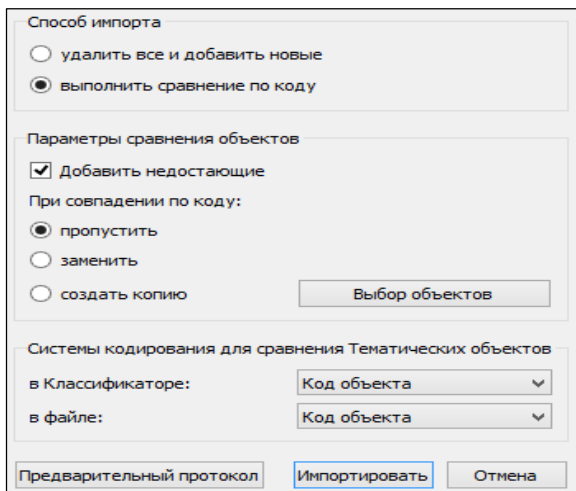 Способ импорта
удалить все и добавить новые
выполнить сравнение по коду
Параметры сравнения объектов
Добавить недостающие
При совпадении по коду:
пропустить
заменить
создать копию
Выбор объектов
Системы кодирования для сравнения Тематических объектов
в Классификаторе:
Код объекта
в файле:
Код объекта
Предварительный протокол
Импортировать
Отмена